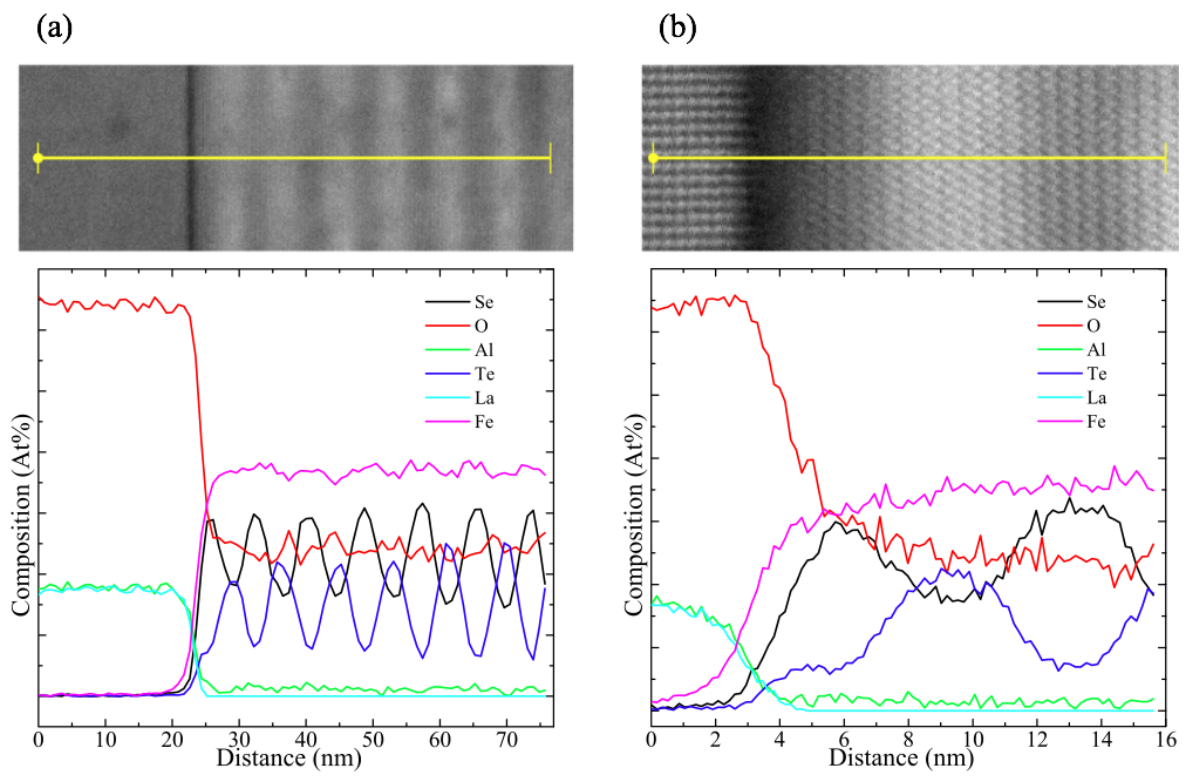 (a)
Se
O
Al
Te
La
Fe
Composition (At%)
0 10 20 30 40 50 60 70
Distance (nm)
(b)
Se
O
Al
Te
La
Fe
Composition (At%)
0 2 4 6 8 10 12 14 16
Distance (nm)